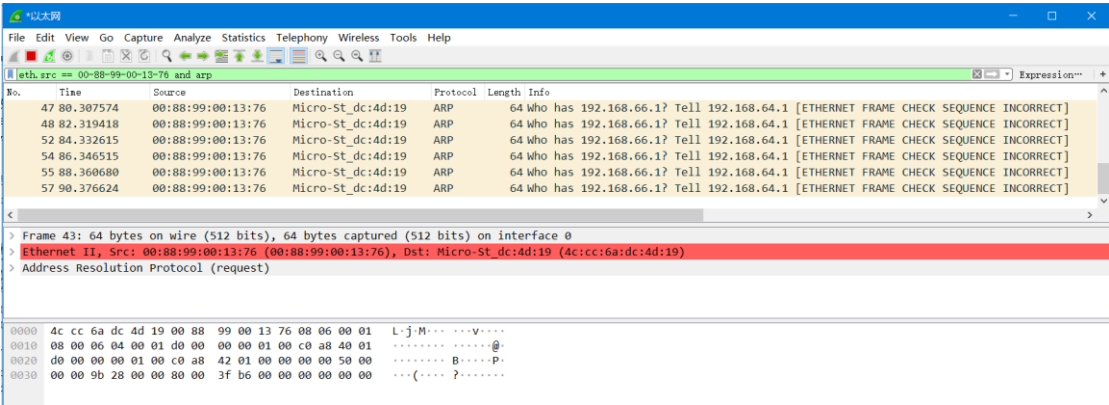 *以太网
File Edit View Go Capture Analyze Statistics Telephony Wireless Tools Help
eth.src == 00-88-99-00-13-76 and arp Expression… +
No. Time Source Destination Protocol Length Info
47 80.307574 00:88:99:00:13:76 Micro-St_dc:4d:19 ARP 64 Who has 192.168.66.1? Tell 192.168.64.1 [ETHERNET FRAME CHECK SEQUENCE INCORRECT]
48 82.319418 00:88:99:00:13:76 Micro-St_dc:4d:19 ARP 64 Who has 192.168.66.1? Tell 192.168.64.1 [ETHERNET FRAME CHECK SEQUENCE INCORRECT]
52 84.332615 00:88:99:00:13:76 Micro-St_dc:4d:19 ARP 64 Who has 192.168.66.1? Tell 192.168.64.1 [ETHERNET FRAME CHECK SEQUENCE INCORRECT]
54 86.346515 00:88:99:00:13:76 Micro-St_dc:4d:19 ARP 64 Who has 192.168.66.1? Tell 192.168.64.1 [ETHERNET FRAME CHECK SEQUENCE INCORRECT]
55 88.360680 00:88:99:00:13:76 Micro-St_dc:4d:19 ARP 64 Who has 192.168.66.1? Tell 192.168.64.1 [ETHERNET FRAME CHECK SEQUENCE INCORRECT]
57 90.376624 00:88:99:00:13:76 Micro-St_dc:4d:19 ARP 64 Who has 192.168.66.1? Tell 192.168.64.1 [ETHERNET FRAME CHECK SEQUENCE INCORRECT]
Frame 43: 64 bytes on wire (512 bits), 64 bytes captured (512 bits) on interface 0
Ethernet II, Src: 00:88:99:00:13:76 (00:88:99:00:13:76), Dst: Micro-St_dc:4d:19 (4c:cc:6a:dc:4d:19)
Address Resolution Protocol (request)
0000 4c cc 6a dc 4d 19 00 88 99 00 13 76 08 06 00 01 L·j·M··· ···v····
0010 08 00 06 04 00 01 d0 00 00 00 01 00 c0 a8 40 01 ········ ······@·
0020 d0 00 00 00 01 00 c0 a8 42 01 00 00 00 00 50 00 ········ B·····P·
0030 00 00 9b 28 00 00 80 00 3f b6 00 00 00 00 00 00 ···(···· ?·······